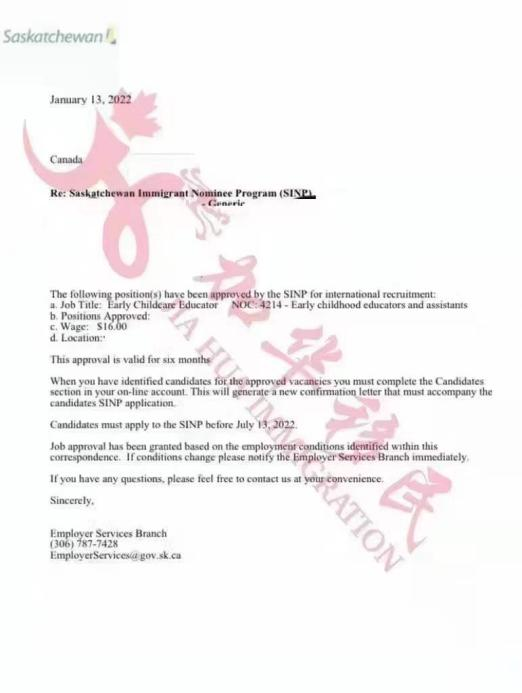 Saskatchewan
January 13, 2022
Canada
Re: Saskatchewan Immigrant Nominee Program (SINP)
- Generic
The following position(s) have been approved by the SINP for international recruitment:
a. Job Title: Early Childcare Educator NOC: 4214 - Early childhood educators and assistants
b. Positions Approved:
c. Wage: $16.00
d. Location:
This approval is valid for six months
When you have identified candidates for the approved vacancies you must complete the Candidates
section in your on-line account. This will generate a new confirmation letter that must accompany the
candidates SINP application.
Candidates must apply to the SINP before July 13, 2022.
Job approval has been granted based on the employment conditions identified within this
correspondence. If conditions change please notify the Employer Services Branch immediately.
If you have any questions, please feel free to contact us at your convenience.
Sincerely,
Employer Services Branch
(306) 787-7428
EmployerServices@gov.sk.ca
加华移民
JIA HUA IMMIGRATION